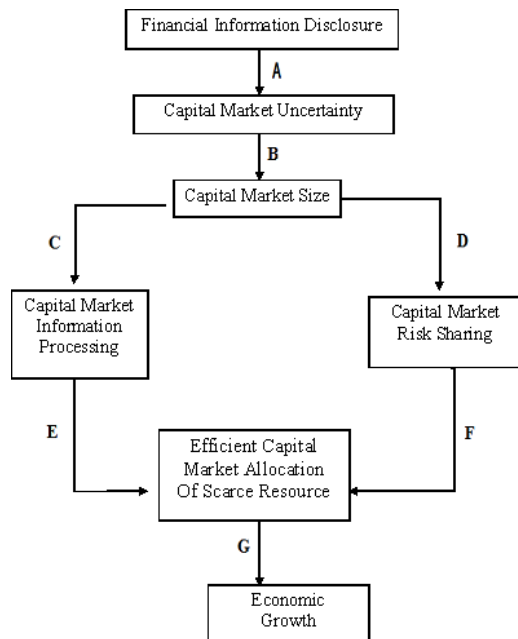 Financial Information Disclosure
A
Capital Market Uncertainty
B
Capital Market Size
C
D
Capital Market
Information
Processing
Capital Market
Risk Sharing
E
F
Efficient Capital
Market Allocation
Of Scarce Resource
G
Economic
Growth